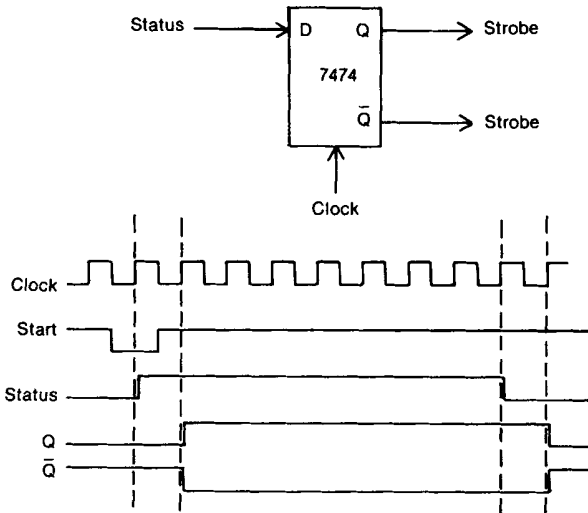 Status D Q Strobe
7474
Q̅ Strobe
Clock
Clock
Start
Status
Q
Q̅